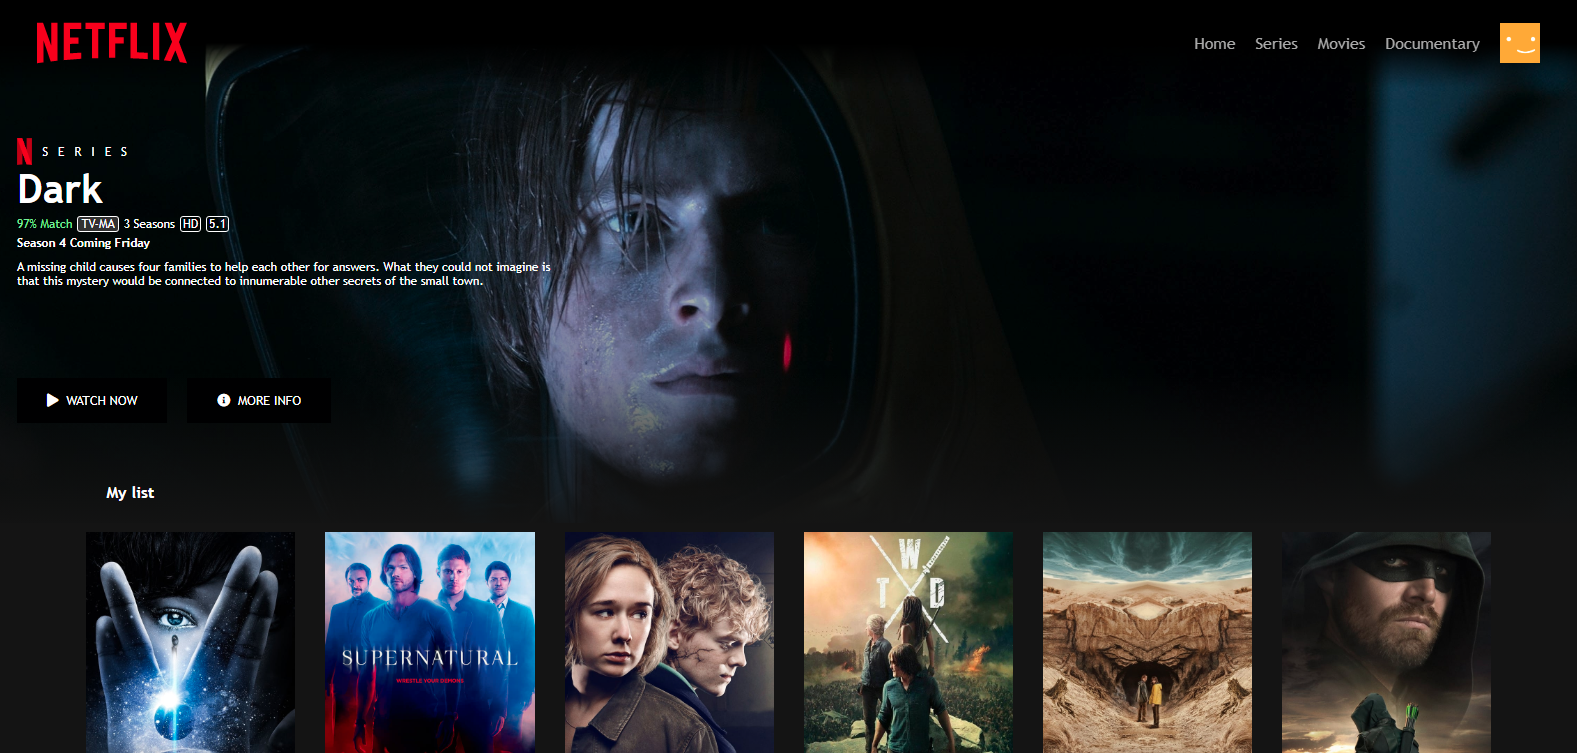 NETFLIX
Home Series Movies Documentary
N SERIES
Dark
97% Match TV-MA 3 Seasons HD 5.1
Season 4 Coming Friday
A missing child causes four families to help each other for answers. What they could not imagine is
that this mystery would be connected to innumerable other secrets of the small town.
WATCH NOW MORE INFO
My list
SUPERNATURAL
WRESTLE YOUR DEMONS
W
T D